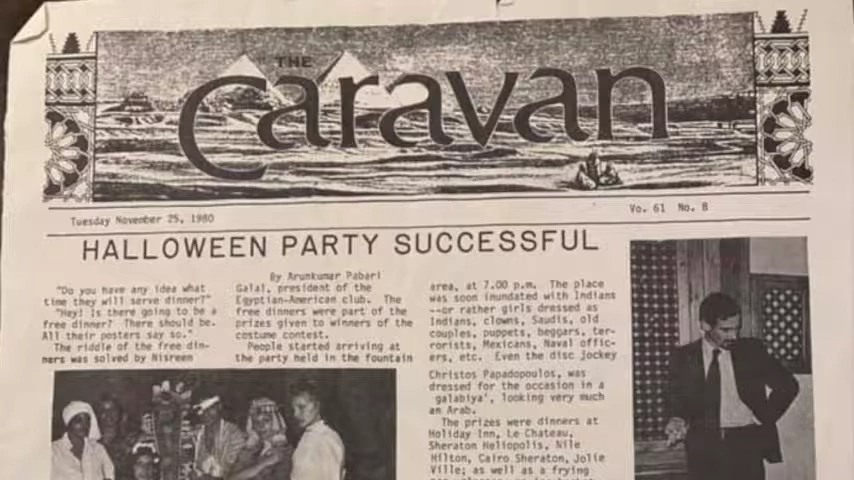 THE
Caravan
Tuesday November 25, 1980
Vo. 61 No. 8
HALLOWEEN PARTY SUCCESSFUL
By Arunkumar Pabari
"Do you have any idea what
time they will serve dinner?"
"Hey! Is there going to be a
free dinner? There should be.
All their posters say so."
The riddle of the free din-
ners was solved by Nisreen
Galal, president of the
Egyptian-American club. The
free dinners were part of the
prizes given to winners of the
costume contest.
People started arriving at
the party held in the fountain
area, at 7.00 p.m. The place
was soon inundated with Indians
--or rather girls dressed as
Indians, clowns, Saudis, old
couples, puppets, beggars, ter-
rorists, Mexicans, Naval offic-
ers, etc. Even the disc jockey
Christos Papadopoulos, was
dressed for the occasion in a
galabiya', looking very much
an Arab.
The prizes were dinners at
Holiday Inn, Le Chateau,
Sheraton Heliopolis, Nile
Hilton, Cairo Sheraton, Jolie
Ville; as well as a frying